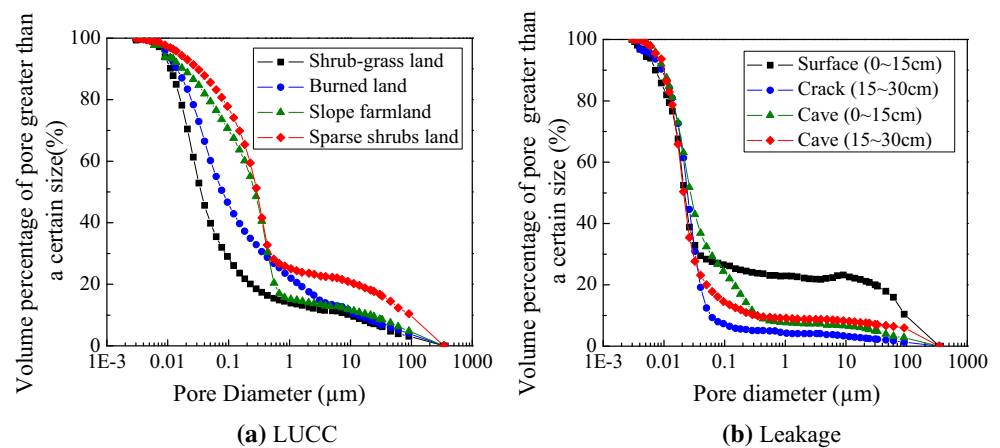 Volume percentage of pore greater than
a certain size(%)
100
80
60
40
20
0
Shrub-grass land
Burned land
Slope farmland
Sparse shrubs land
1E-3 0.01 0.1 1 10 100 1000
Pore Diameter (µm)
(a) LUCC
Volume percentage of pore greater than
a certain size (%)
100
80
60
40
20
0
Surface (0~15cm)
Crack (15~30cm)
Cave (0~15cm)
Cave (15~30cm)
1E-3 0.01 0.1 1 10 100 1000
Pore diameter (µm)
(b) Leakage